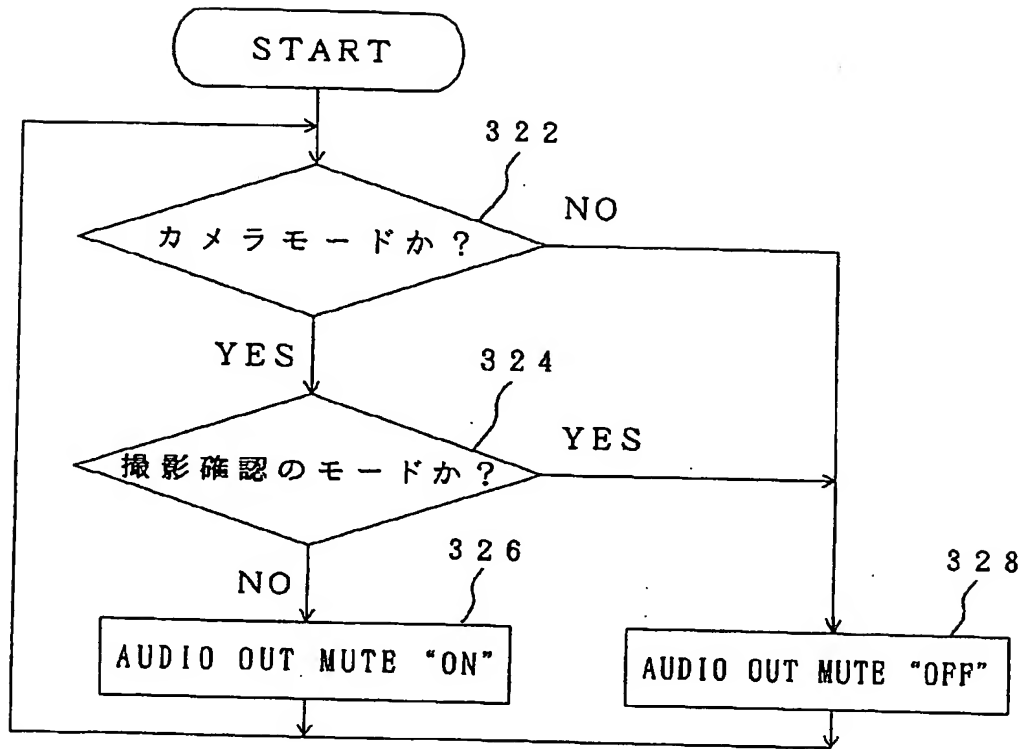 START
322
カメラモードか?
NO
YES
324
撮影確認のモードか?
YES
NO
326
AUDIO OUT MUTE “ON”
328
AUDIO OUT MUTE “OFF”